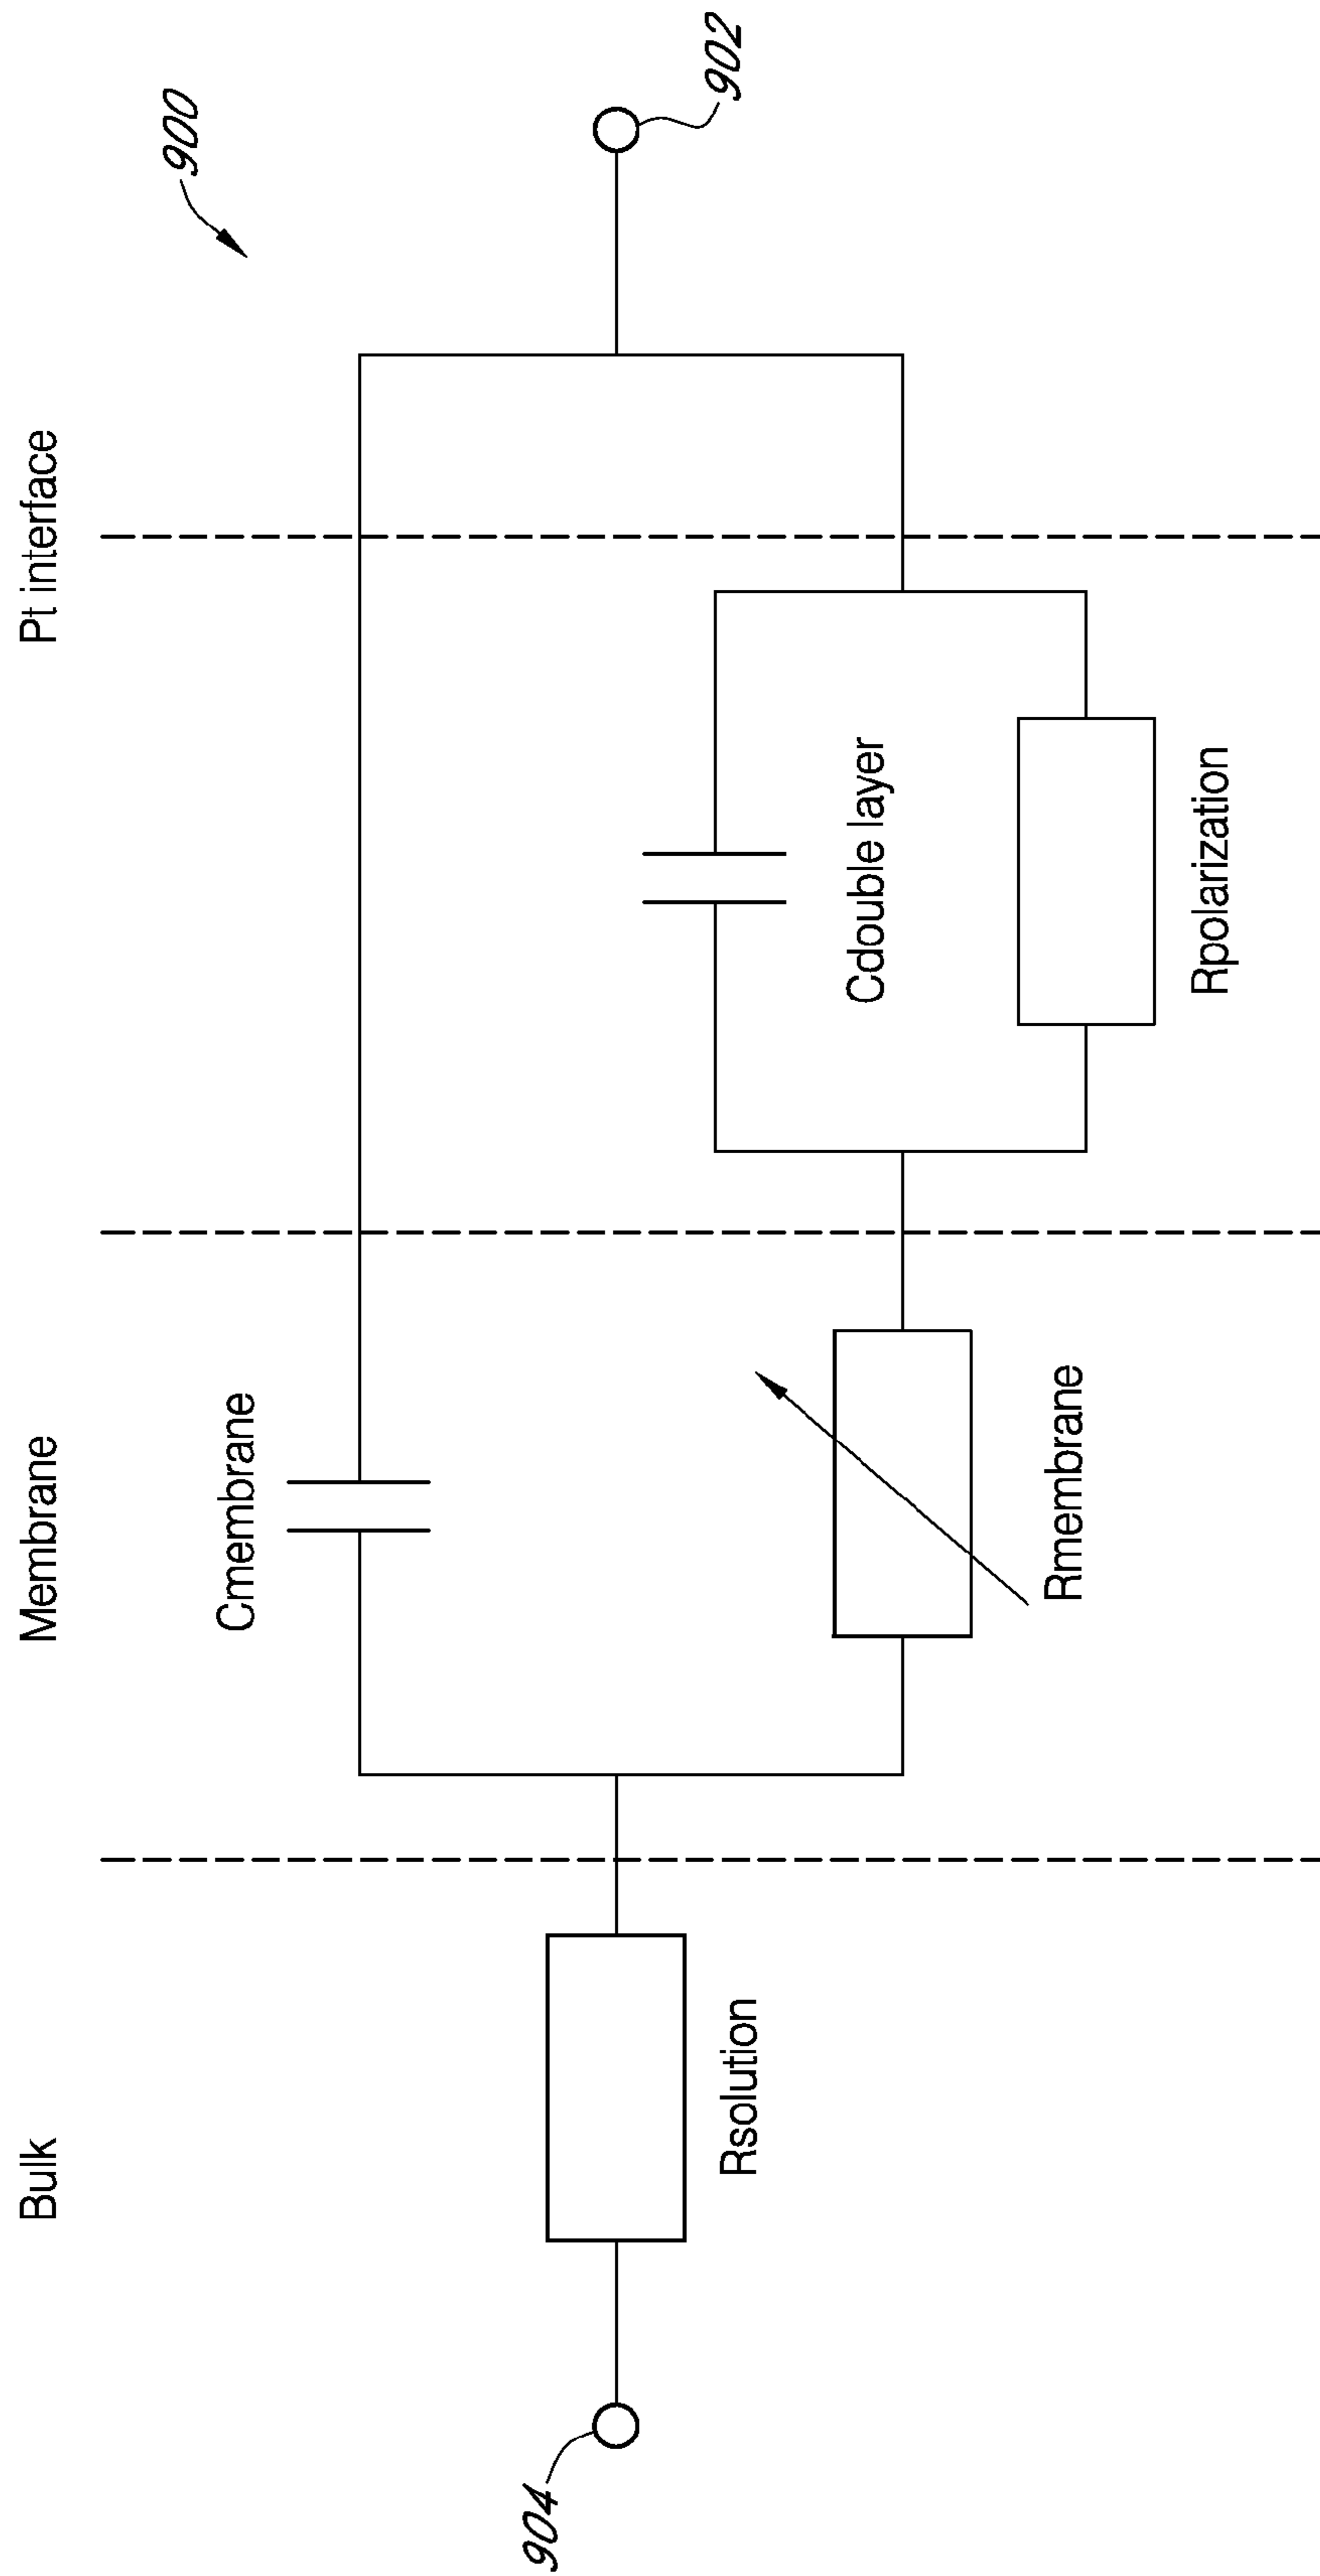 Bulk
Membrane
Pt interface
900
Cmembrane
902
904
Rsolution
Cdouble layer
Rmembrane
Rpolarization